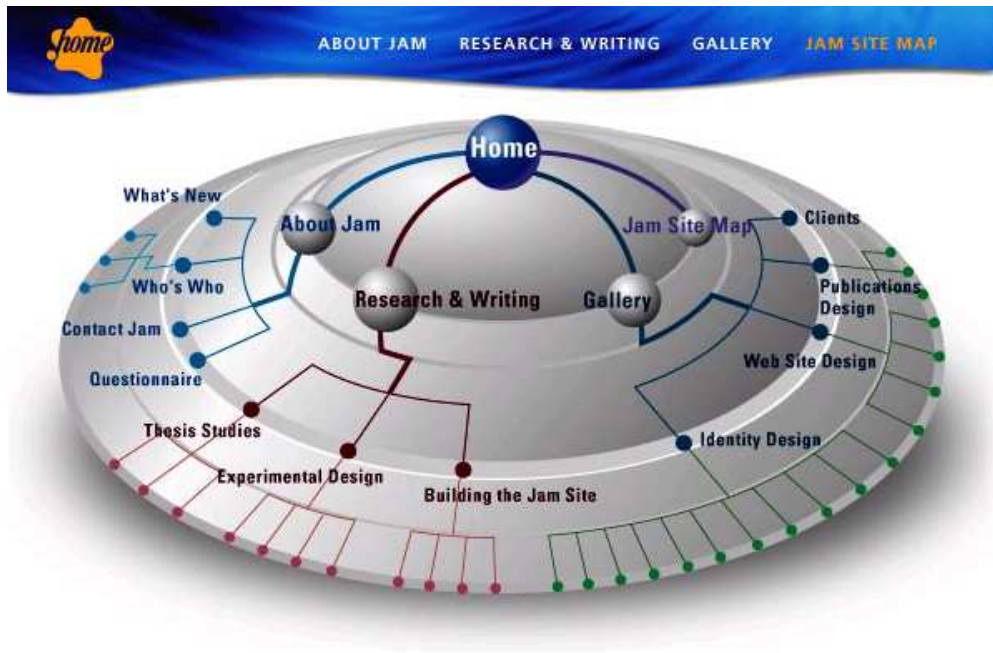 home
ABOUT JAM RESEARCH & WRITING GALLERY JAM SITE MAP
Home
What's New
About Jam
Jam Site Map
Clients
Who's Who
Research & Writing
Gallery
Publications
Design
Contact Jam
Web Site Design
Questionnaire
Thesis Studies
Identity Design
Experimental Design
Building the Jam Site